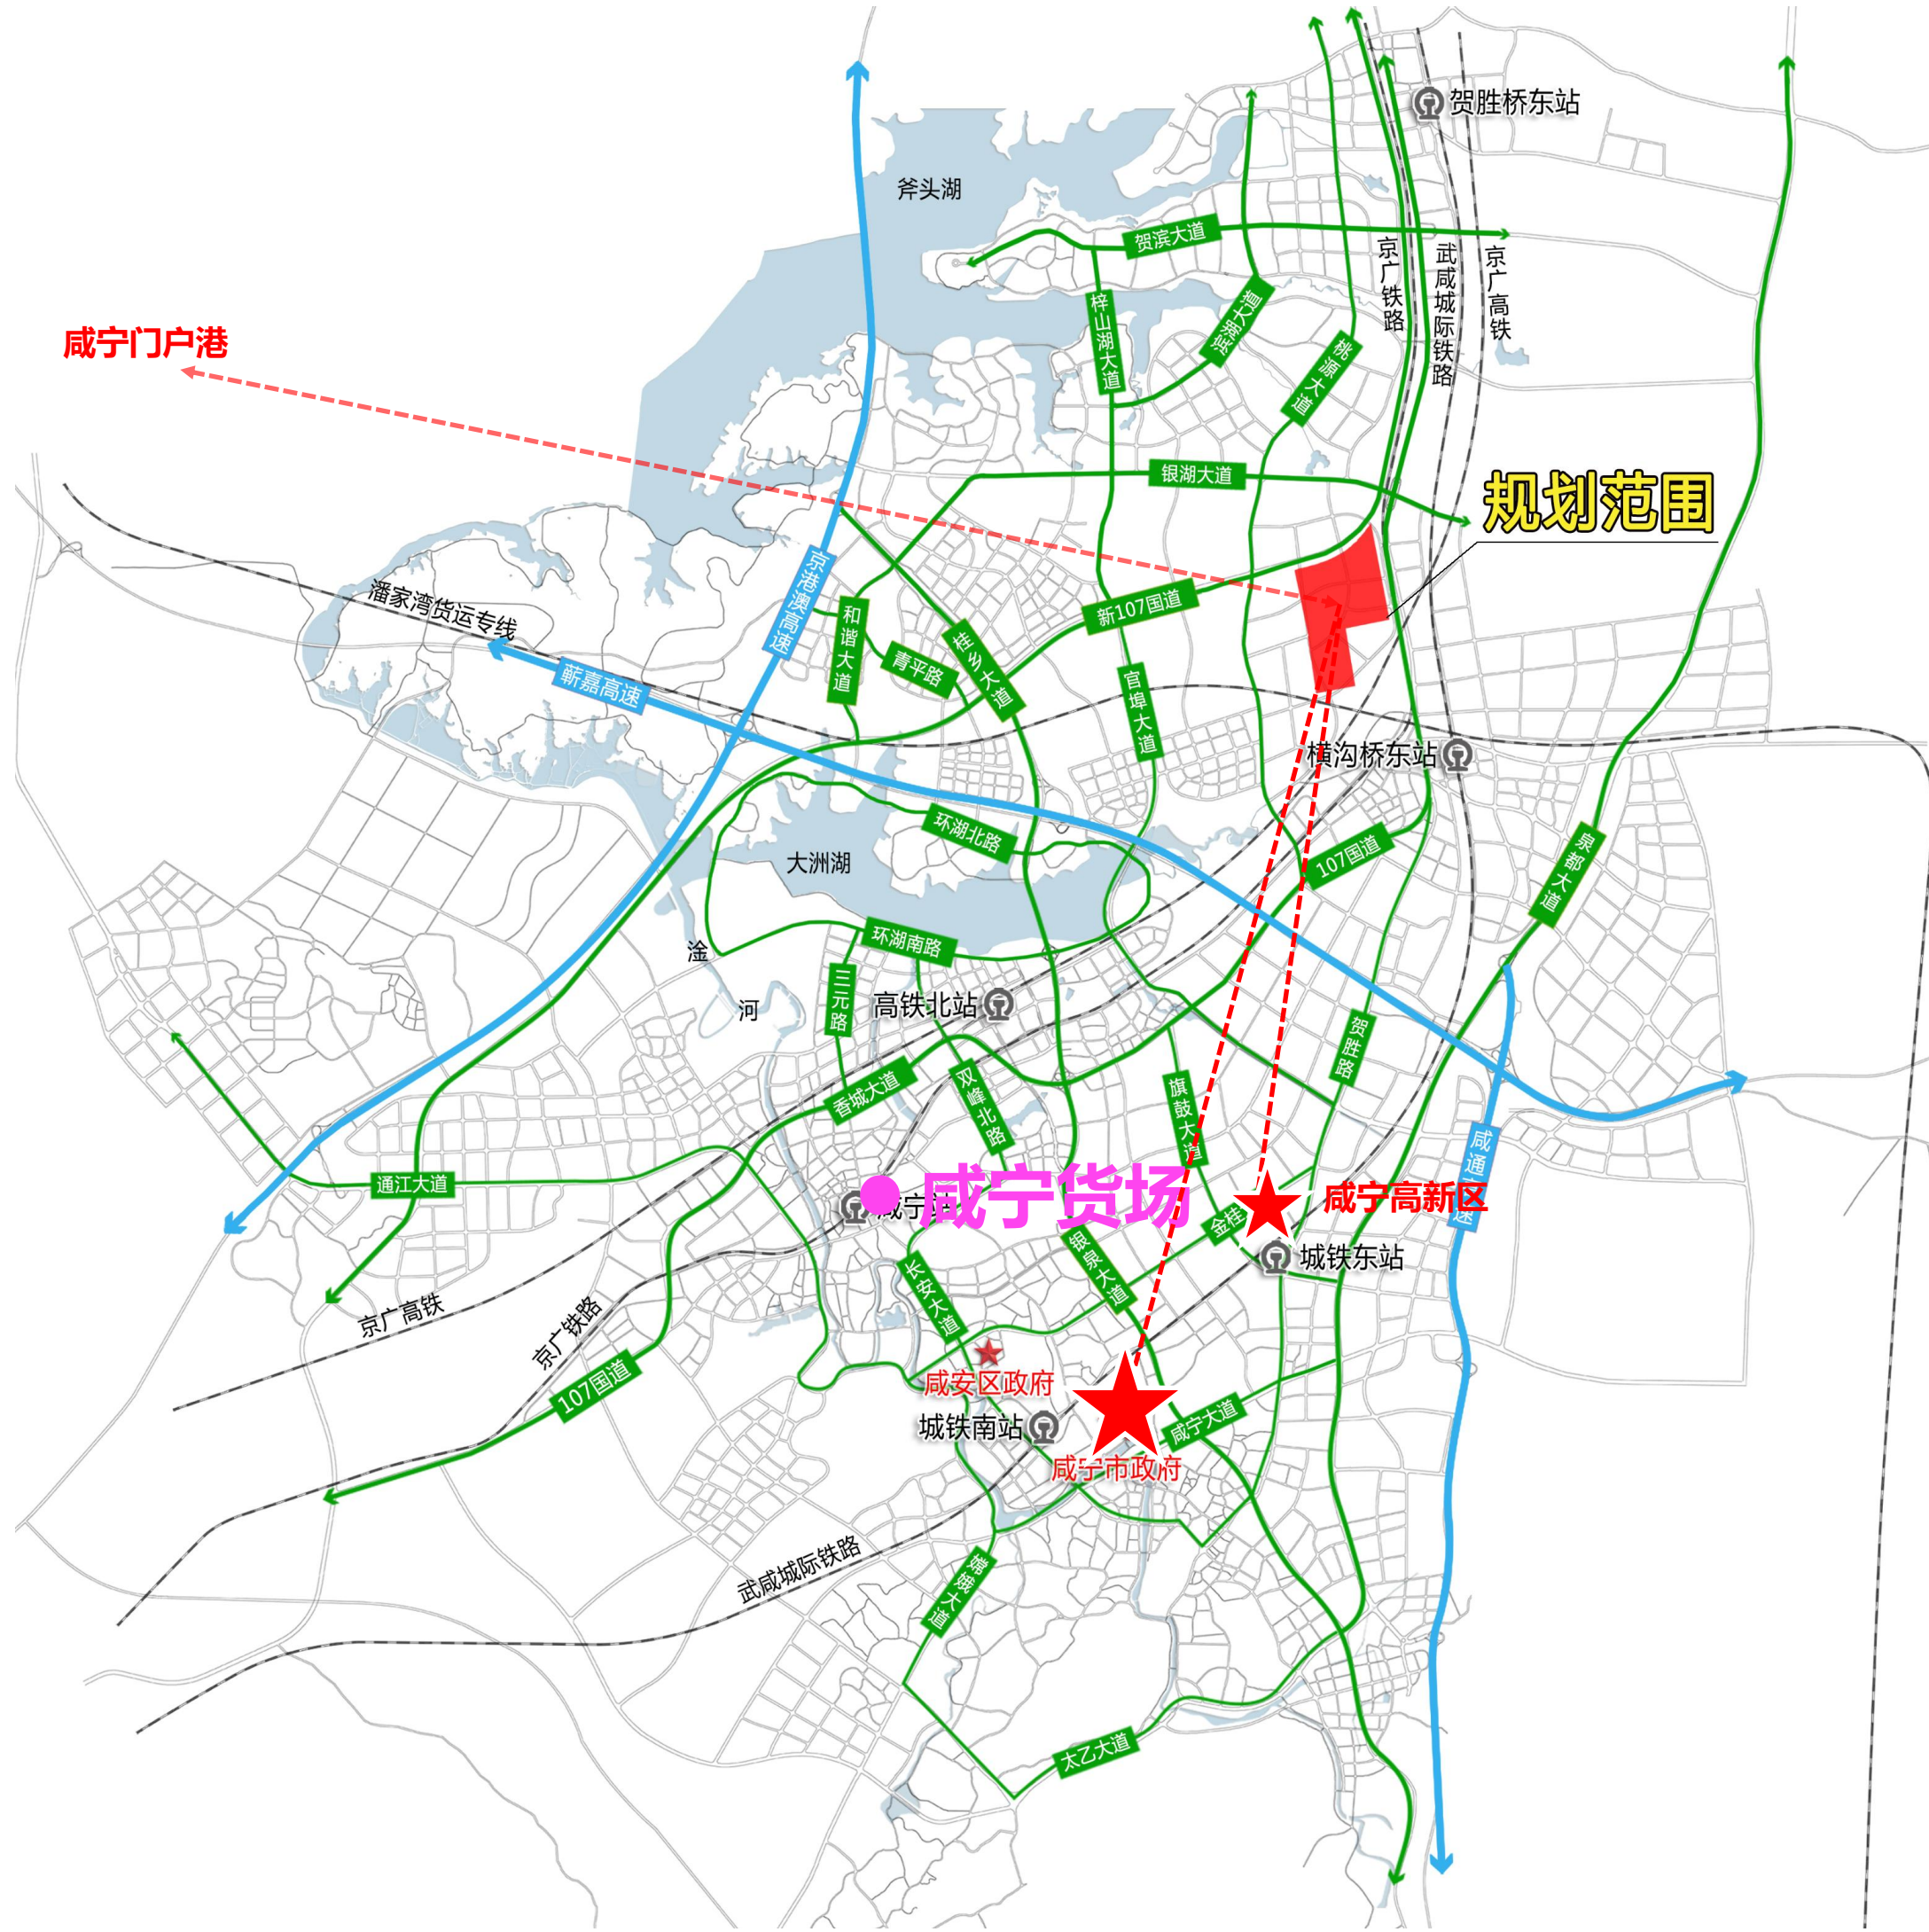 贺胜桥东站
斧头湖
贺滨大道
京广铁路
武咸城际铁路
京广高铁
梓山湖大道
滨湖大道
桃源大道
咸宁门户港
银湖大道
规划范围
京港澳高速
潘家湾货运专线
蕲嘉高速
和谐大道
青平路
桂乡大道
新107国道
官埠大道
横沟桥东站
环湖北路
大洲湖
107国道
泉都大道
淦河
环湖南路
三元路
高铁北站
贺胜路
香城大道
双峰北路
旗鼓大道
咸通
速
通江大道
咸宁
咸宁货场
咸宁高新区
金桂
城铁东站
银泉大道
长安大道
京广高铁
京广铁路
107国道
咸安区政府
城铁南站
咸宁大道
咸宁市政府
武咸城际铁路
嫦娥大道
太乙大道